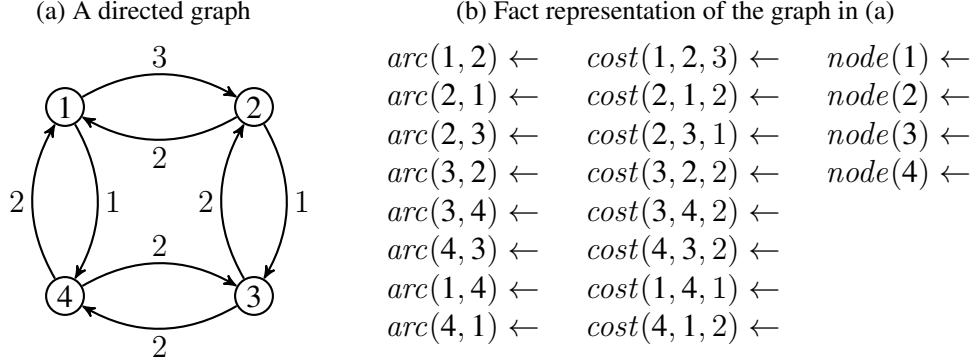 (a) A directed graph
3
1
2
2
2
1
2
1
2
4
3
2
(b) Fact representation of the graph in (a)
arc(1, 2) ← cost(1, 2, 3) ← node(1) ←
arc(2, 1) ← cost(2, 1, 2) ← node(2) ←
arc(2, 3) ← cost(2, 3, 1) ← node(3) ←
arc(3, 2) ← cost(3, 2, 2) ← node(4) ←
arc(3, 4) ← cost(3, 4, 2) ←
arc(4, 3) ← cost(4, 3, 2) ←
arc(1, 4) ← cost(1, 4, 1) ←
arc(4, 1) ← cost(4, 1, 2) ←